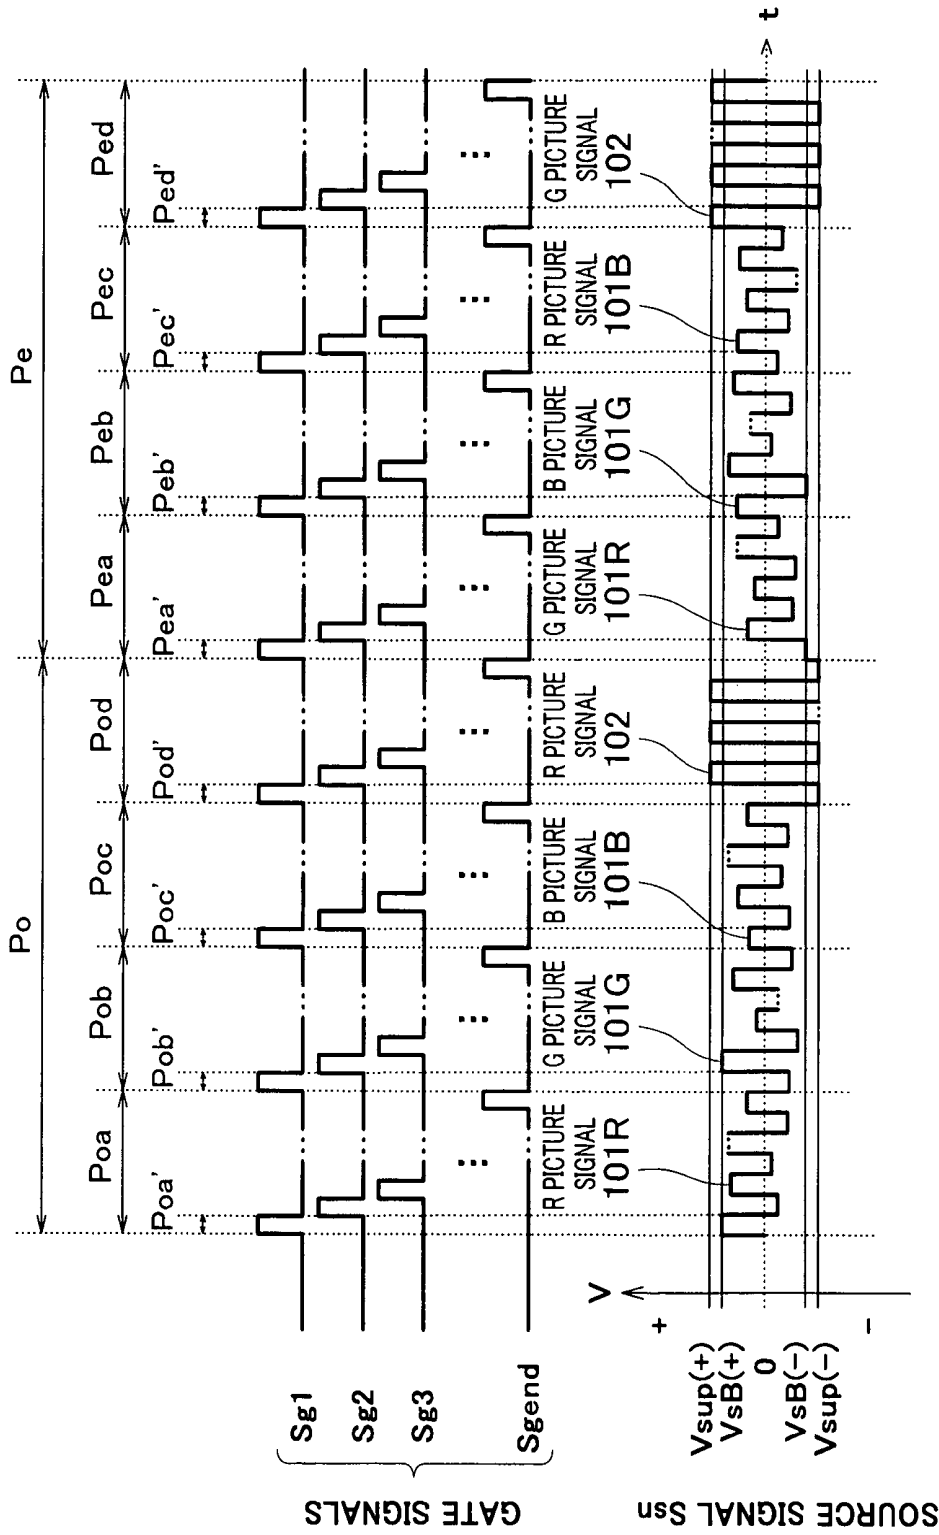 Po
Pe
Poa
Pob
Poc
Pod
Pea
Peb
Pec
Ped
Poa'
Pob'
Poc'
Pod'
Pea'
Peb'
Pec'
Ped'
GATE SIGNALS
Sg1
Sg2
Sg3
Sgend
R PICTURE
SIGNAL
101R
G PICTURE
SIGNAL
101G
B PICTURE
SIGNAL
101B
R PICTURE
SIGNAL
102
G PICTURE
SIGNAL
101R
B PICTURE
SIGNAL
101G
R PICTURE
SIGNAL
101B
G PICTURE
SIGNAL
102
SOURCE SIGNAL Ssn
V
+
-
Vsup(+)
VsB(+)
0
VsB(-)
Vsup(-)
t